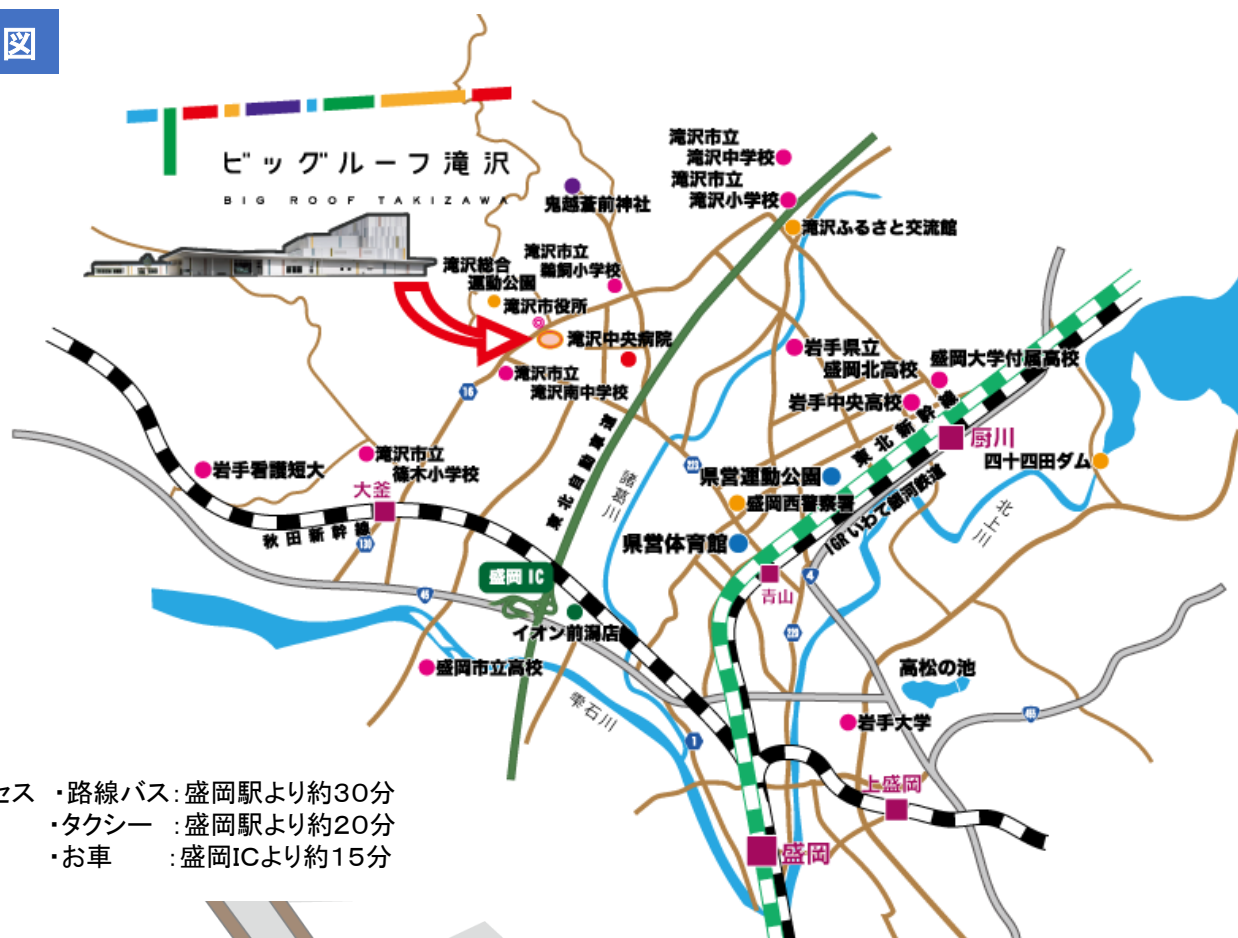 図
ビッグルーフ滝沢
BIG ROOF TAKIZAWA
滝沢市立
滝沢中学校
滝沢市立
滝沢小学校
滝沢ふるさと交流館
鬼越蒼前神社
滝沢市立
鵜飼小学校
滝沢総合
運動公園
滝沢市役所
滝沢中央病院
滝沢市立
滝沢南中学校
16
岩手県立
盛岡北高校
盛岡大学付属高校
岩手中央高校
東北新幹線
厨川
四十四田ダム
岩手看護短大
滝沢市立
篠木小学校
大釜
秋田新幹線
130
東北自動車道
諸葛川
223
県営運動公園
盛岡西警察署
県営体育館
IGRいわて銀河鉄道
北上川
青山
4
229
盛岡 IC
イオン前潟店
46
盛岡市立高校
雫石川
高松の池
岩手大学
455
1
上盛岡
盛岡
セス ・路線バス：盛岡駅より約30分
・タクシー ：盛岡駅より約20分
・お車 ：盛岡ICより約15分